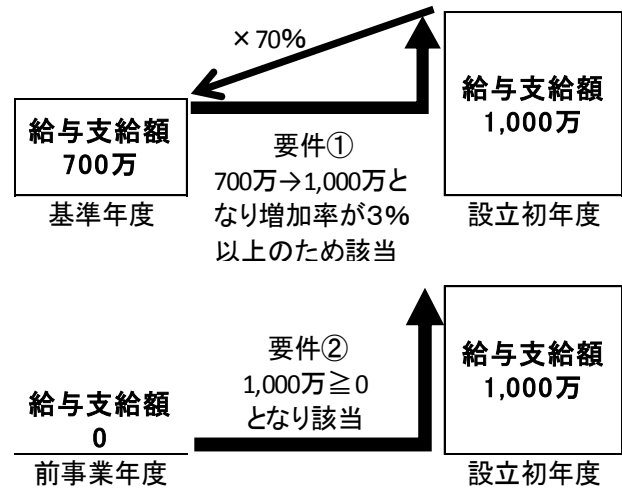 ×70%
給与支給額
700万
基準年度
要件①
700万→1,000万と
なり増加率が3%
以上のため該当
給与支給額
1,000万
設立初年度
給与支給額
0
前事業年度
要件②
1,000万≧0
となり該当
給与支給額
1,000万
設立初年度